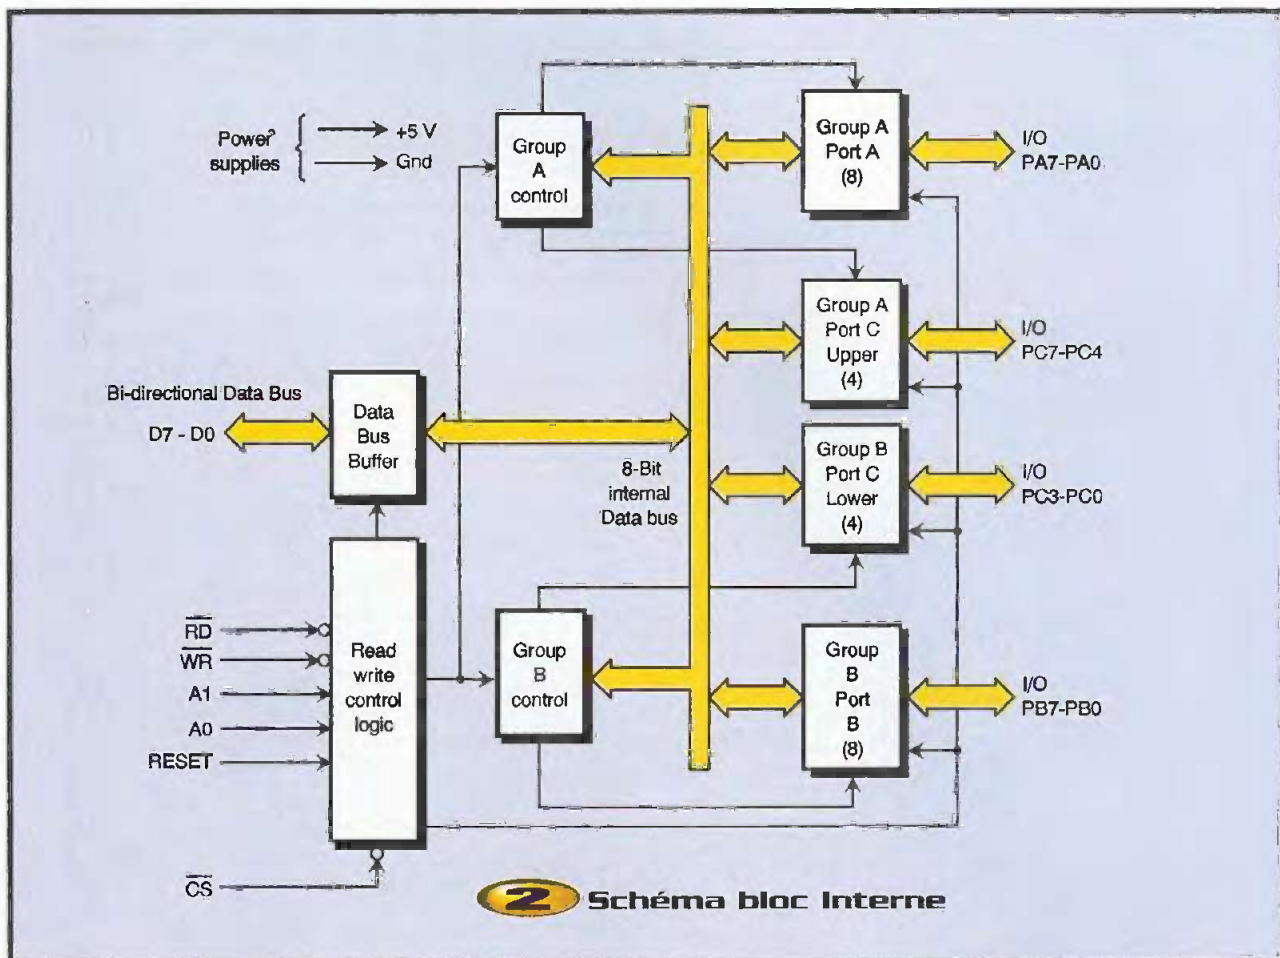 Power
supplies
+5 V
Gnd
Group
A
control
Group A
Port A
(8)
I/O
PA7-PA0
Group A
Port C
Upper
(4)
I/O
PC7-PC4
Bi-directional Data Bus
D7 - D0
Data
Bus
Buffer
8-Bit
internal
Data bus
Group B
Port C
Lower
(4)
I/O
PC3-PC0
RD
WR
A1
A0
RESET
CS
Read
write
control
logic
Group
B
control
Group
B
Port
B
(8)
I/O
PB7-PB0
2 Schéma bloc Interne